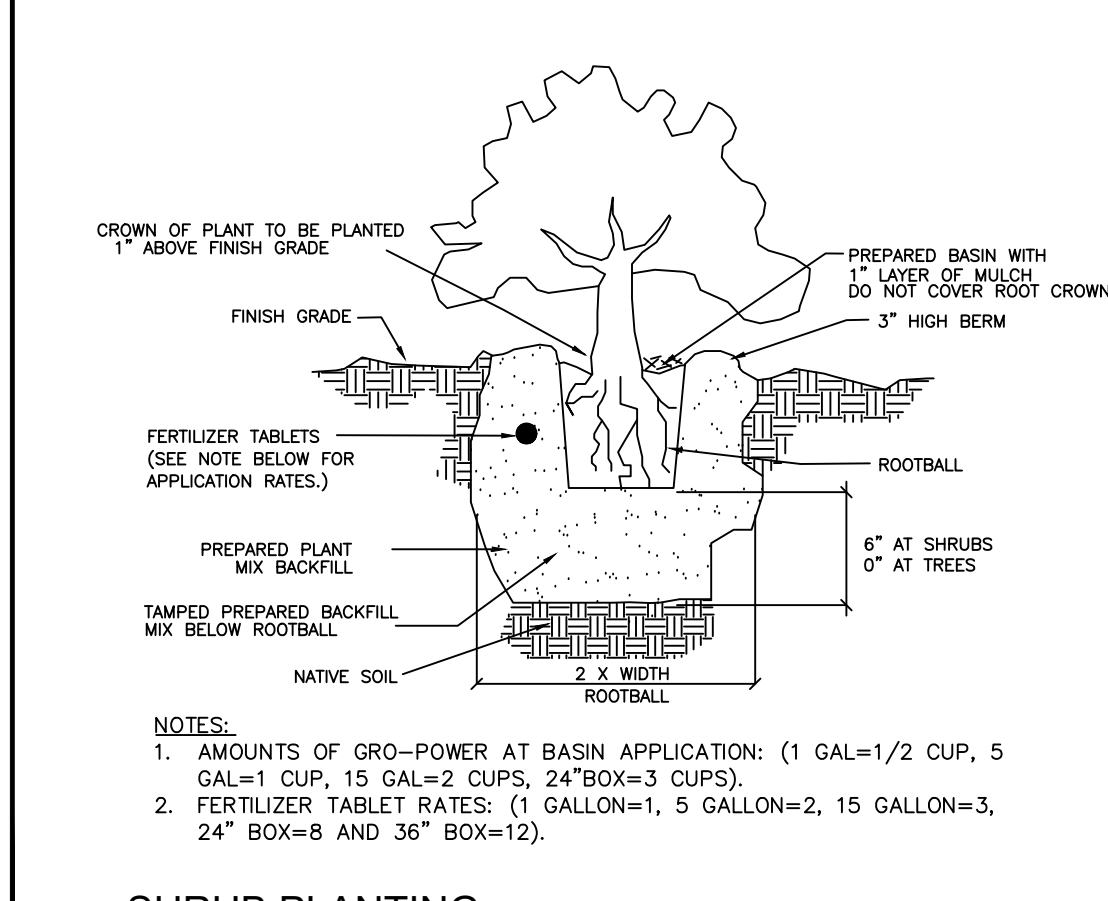 CROWN OF PLANT TO BE PLANTED
1" ABOVE FINISH GRADE
PREPARED BASIN WITH
1" LAYER OF MULCH
DO NOT COVER ROOT CROWN
FINISH GRADE
3" HIGH BERM
FERTILIZER TABLETS
(SEE NOTE BELOW FOR
APPLICATION RATES.)
ROOTBALL
PREPARED PLANT
MIX BACKFILL
6" AT SHRUBS
0" AT TREES
TAMPED PREPARED BACKFILL
MIX BELOW ROOTBALL
NATIVE SOIL
2 X WIDTH
ROOTBALL
NOTES:
1. AMOUNTS OF GRO-POWER AT BASIN APPLICATION: (1 GAL=1/2 CUP, 5
GAL=1 CUP, 15 GAL=2 CUPS, 24"BOX=3 CUPS).
2. FERTILIZER TABLET RATES: (1 GALLON=1, 5 GALLON=2, 15 GALLON=3,
24" BOX=8 AND 36" BOX=12).
SHRUB PLANTING